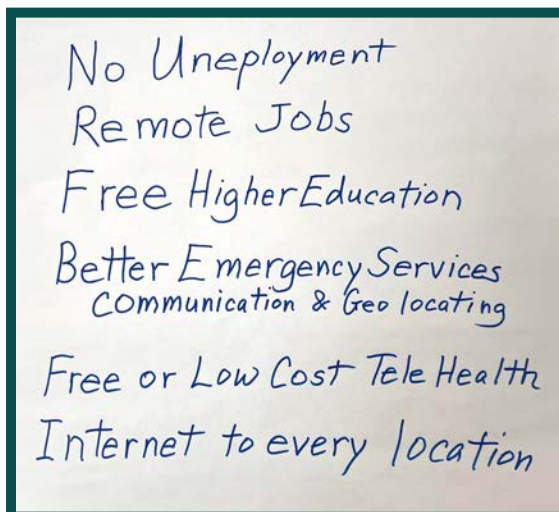 No Uneployment
Remote Jobs
Free Higher Education
Better Emergency Services
Communication & Geo locating
Free or Low Cost Tele Health
Internet to every location